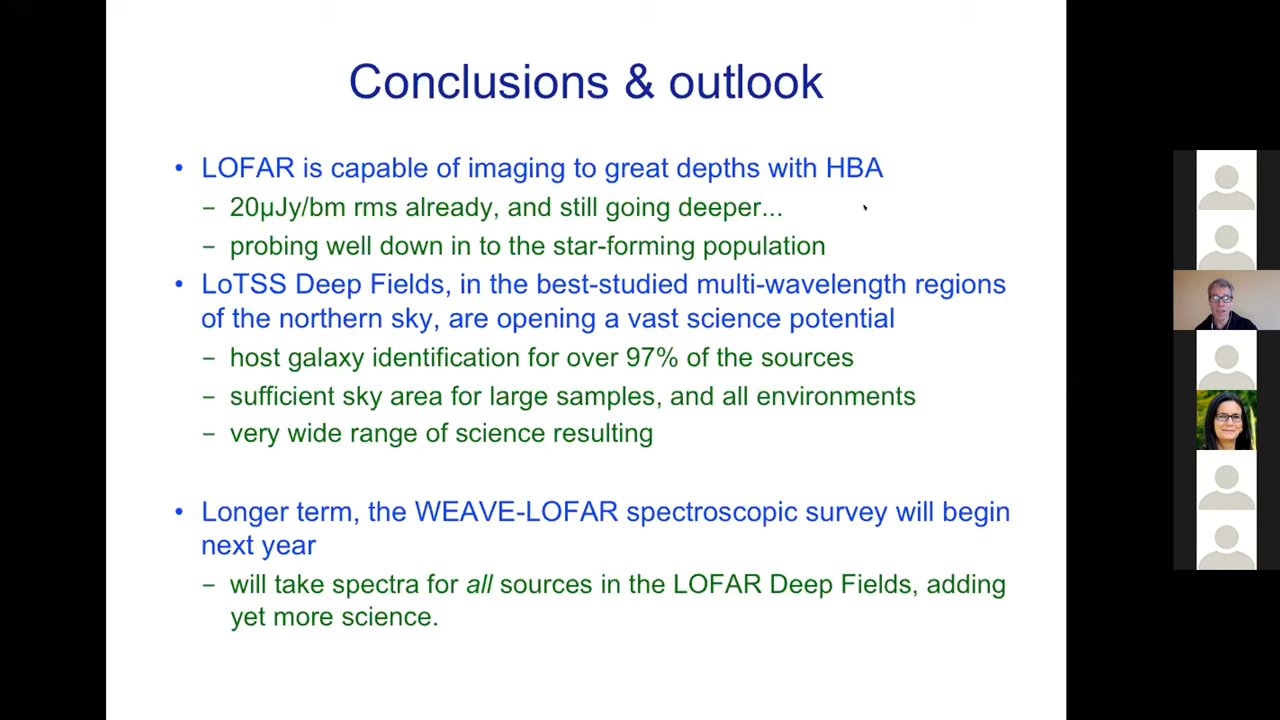 Conclusions & outlook
• LOFAR is capable of imaging to great depths with HBA
– 20μJy/bm rms already, and still going deeper...
– probing well down in to the star-forming population
• LoTSS Deep Fields, in the best-studied multi-wavelength regions
of the northern sky, are opening a vast science potential
– host galaxy identification for over 97% of the sources
– sufficient sky area for large samples, and all environments
– very wide range of science resulting
• Longer term, the WEAVE-LOFAR spectroscopic survey will begin
next year
– will take spectra for all sources in the LOFAR Deep Fields, adding
yet more science.